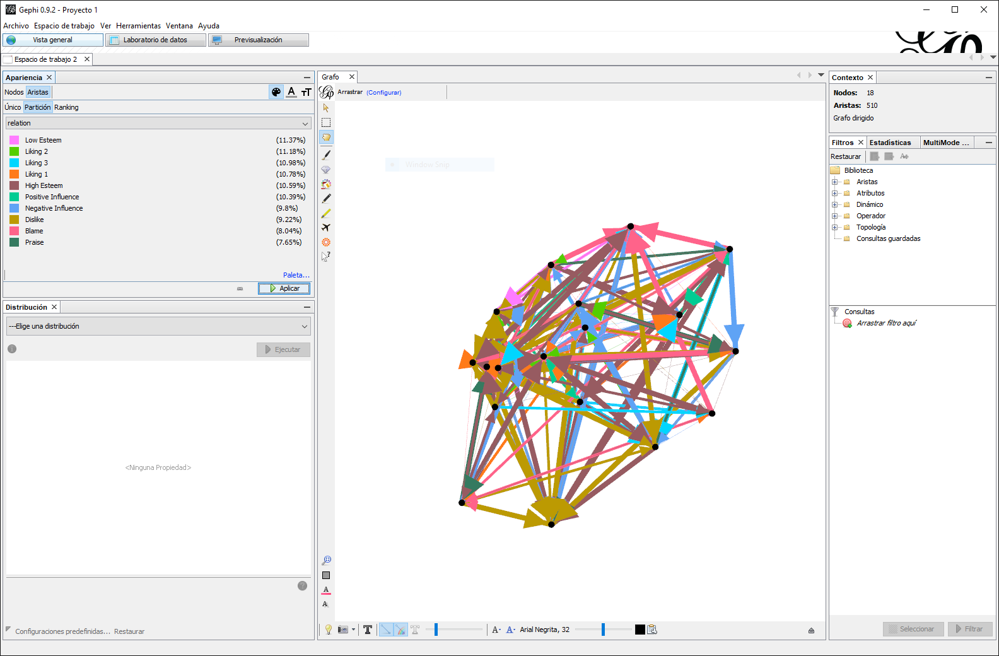 Gephi 0.9.2 - Proyecto 1
Archivo Espacio de trabajo Ver Herramientas Ventana Ayuda
Vista general Laboratorio de datos Previsualización
Espacio de trabajo 2
Apariencia
Nodos Aristas
Único Partición Ranking
relation
Low Esteem (11.37%)
Liking 2 (11.18%)
Liking 3 (10.98%)
Liking 1 (10.78%)
High Esteem (10.59%)
Positive Influence (10.39%)
Negative Influence (9.8%)
Dislike (9.22%)
Blame (8.04%)
Praise (7.65%)
Paleta...
Aplicar
Distribución
---Elige una distribución
Ejecutar
<Ninguna Propiedad>
Configuraciones predefinidas... Restaurar
Grafo
Arrastrar (Configurar)
Window Snip
Arial Negrita, 32
Contexto
Nodos: 18
Aristas: 510
Grafo dirigido
Filtros Estadísticas MultiMode ...
Restaurar
Biblioteca
Aristas
Atributos
Dinámico
Operador
Topología
Consultas guardadas
Consultas
Arrastrar filtro aquí
Seleccionar Filtrar